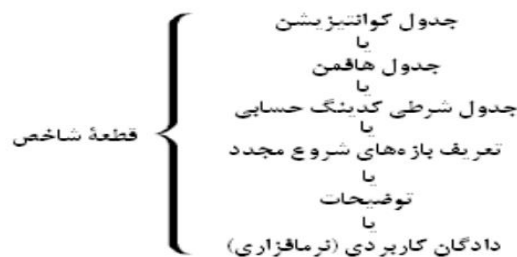 جدول کوانتیزیشن
یا
جدول هافمن
یا
جدول شرطی کدینگ حسابی
یا
قطعهٔ شاخص
تعریف بازه‌های شروع مجدد
یا
توضیحات
یا
دادگان کاربردی (نرمافزاری)